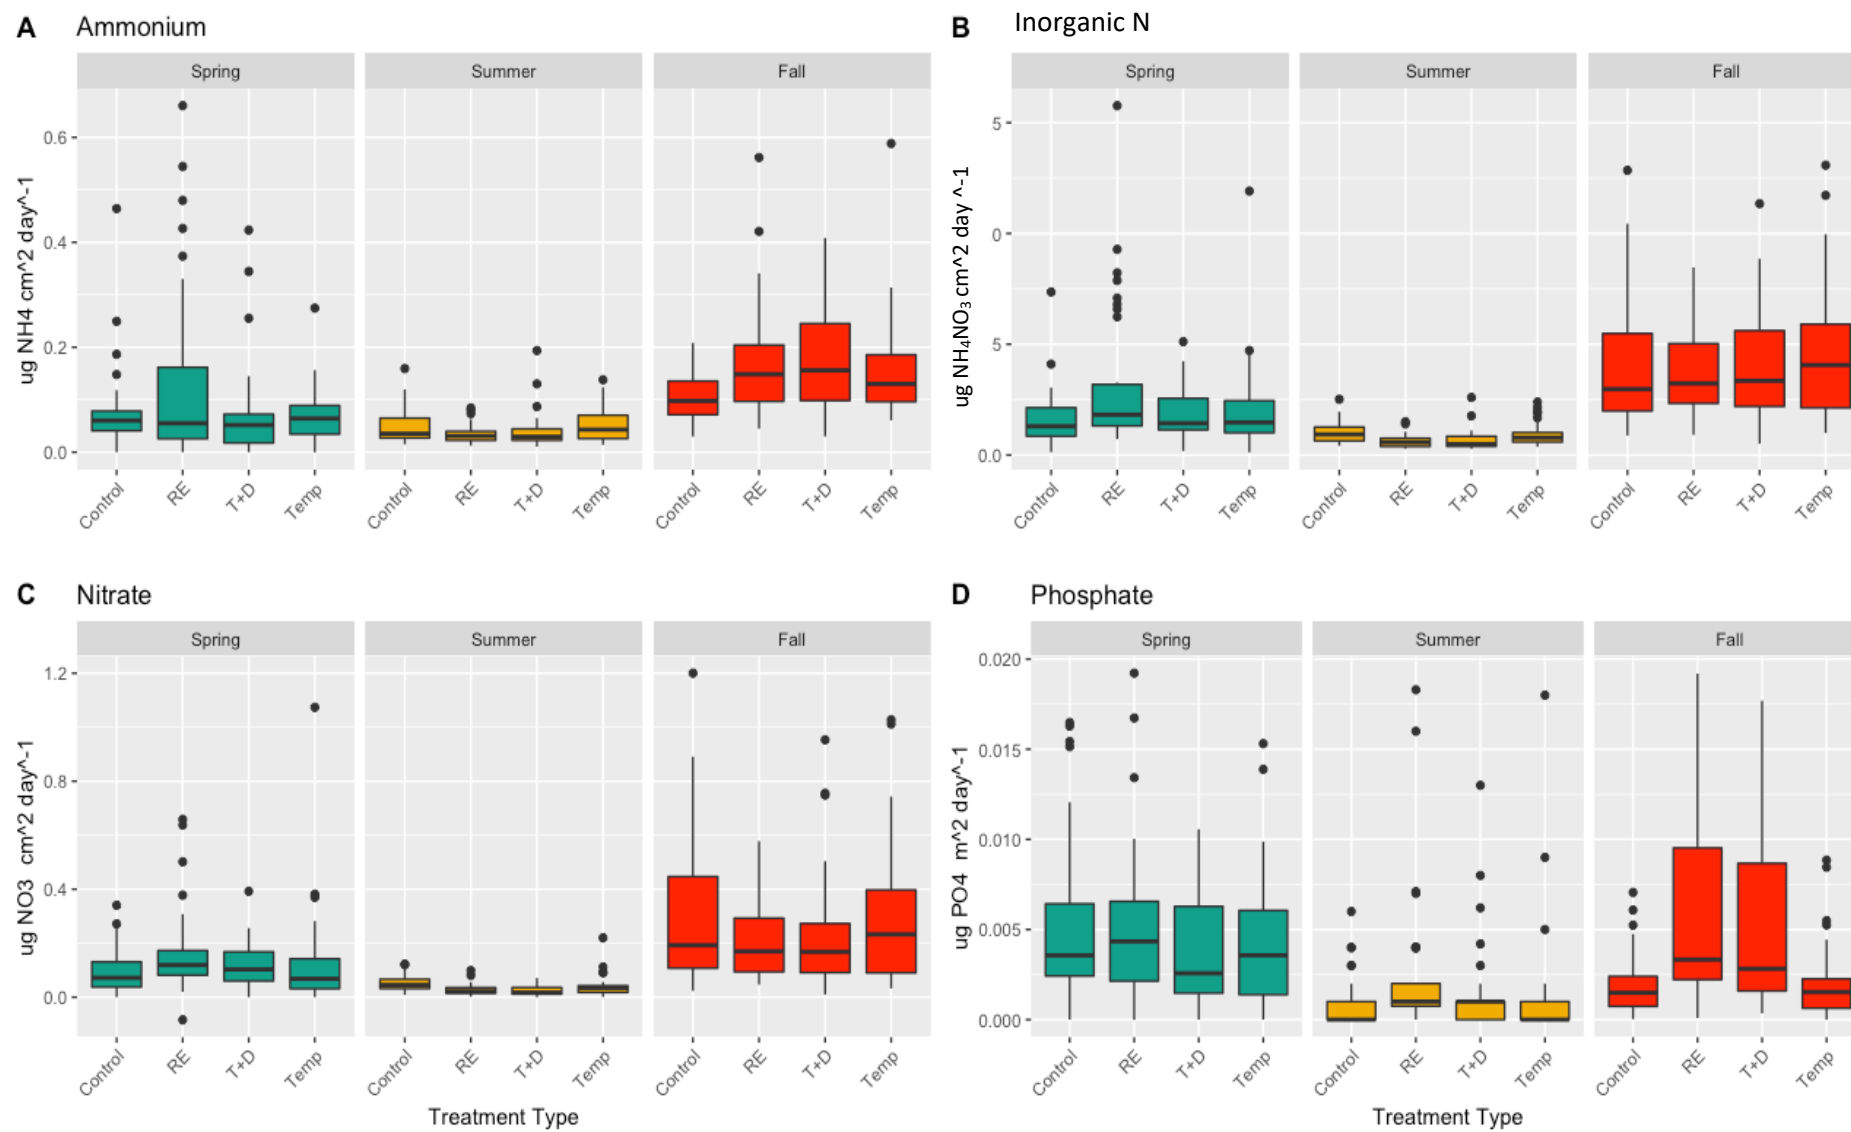 A Ammonium
Spring Summer Fall
ug NH4 cm^2 day^-1
0.6
0.4
0.2
0.0
Control RE T+D Temp Control RE T+D Temp Control RE T+D Temp
B Inorganic N
Spring Summer Fall
ug NH₄NO₃ cm^2 day ^-1
5
0
5
0.0
Control RE T+D Temp Control RE T+D Temp Control RE T+D Temp
C Nitrate
Spring Summer Fall
ug NO3 cm^2 day^-1
1.2
0.8
0.4
0.0
Control RE T+D Temp Control RE T+D Temp Control RE T+D Temp
Treatment Type
D Phosphate
Spring Summer Fall
ug PO4 m^2 day^-1
0.020
0.015
0.010
0.005
0.000
Control RE T+D Temp Control RE T+D Temp Control RE T+D Temp
Treatment Type